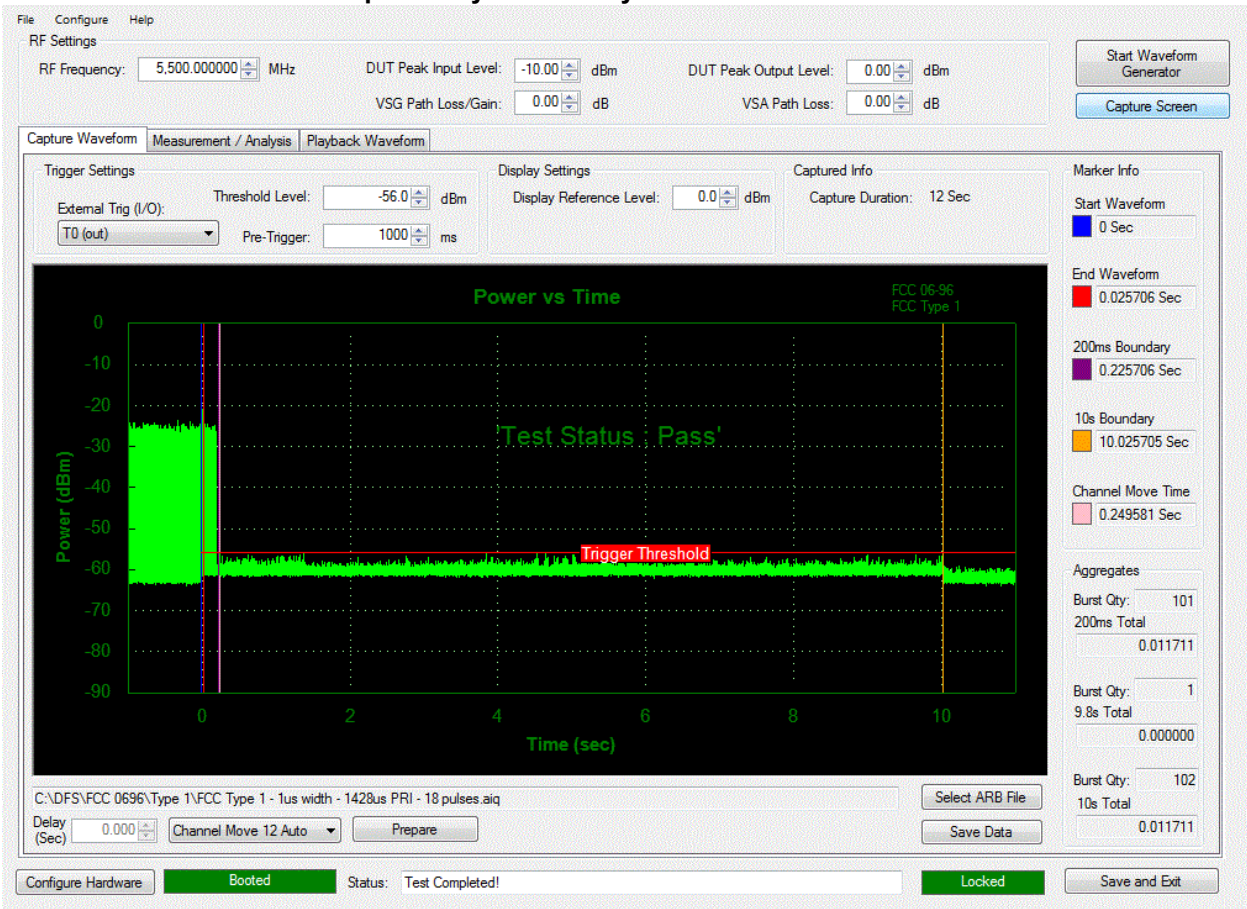 File Configure Help
RF Settings
RF Frequency: 5,500.000000 MHz DUT Peak Input Level: -10.00 dBm DUT Peak Output Level: 0.00 dBm
VSG Path Loss/Gain: 0.00 dB VSA Path Loss: 0.00 dB
Start Waveform
Generator
Capture Screen
Capture Waveform Measurement / Analysis Playback Waveform
Trigger Settings
Threshold Level: -56.0 dBm
External Trig (I/O):
T0 (out) Pre-Trigger: 1000 ms
Display Settings
Display Reference Level: 0.0 dBm
Captured Info
Capture Duration: 12 Sec
Marker Info
Start Waveform
0 Sec
End Waveform
0.025706 Sec
200ms Boundary
0.225706 Sec
10s Boundary
10.025705 Sec
Channel Move Time
0.249581 Sec
Aggregates
Burst Qty: 101
200ms Total
0.011711
Burst Qty: 1
9.8s Total
0.000000
Burst Qty: 102
10s Total
0.011711
Power vs Time
FCC 06-96
FCC Type 1
0
-10
-20
-30
-40
-50
-60
-70
-80
-90
Power (dBm)
'Test Status : Pass'
Trigger Threshold
0 2 4 6 8 10
Time (sec)
C:\DFS\FCC 0696\Type 1\FCC Type 1 - 1us width - 1428us PRI - 18 pulses.aiq Select ARB File
Delay
(Sec) 0.000 Channel Move 12 Auto Prepare Save Data
Configure Hardware Booted Status: Test Completed! Locked Save and Exit